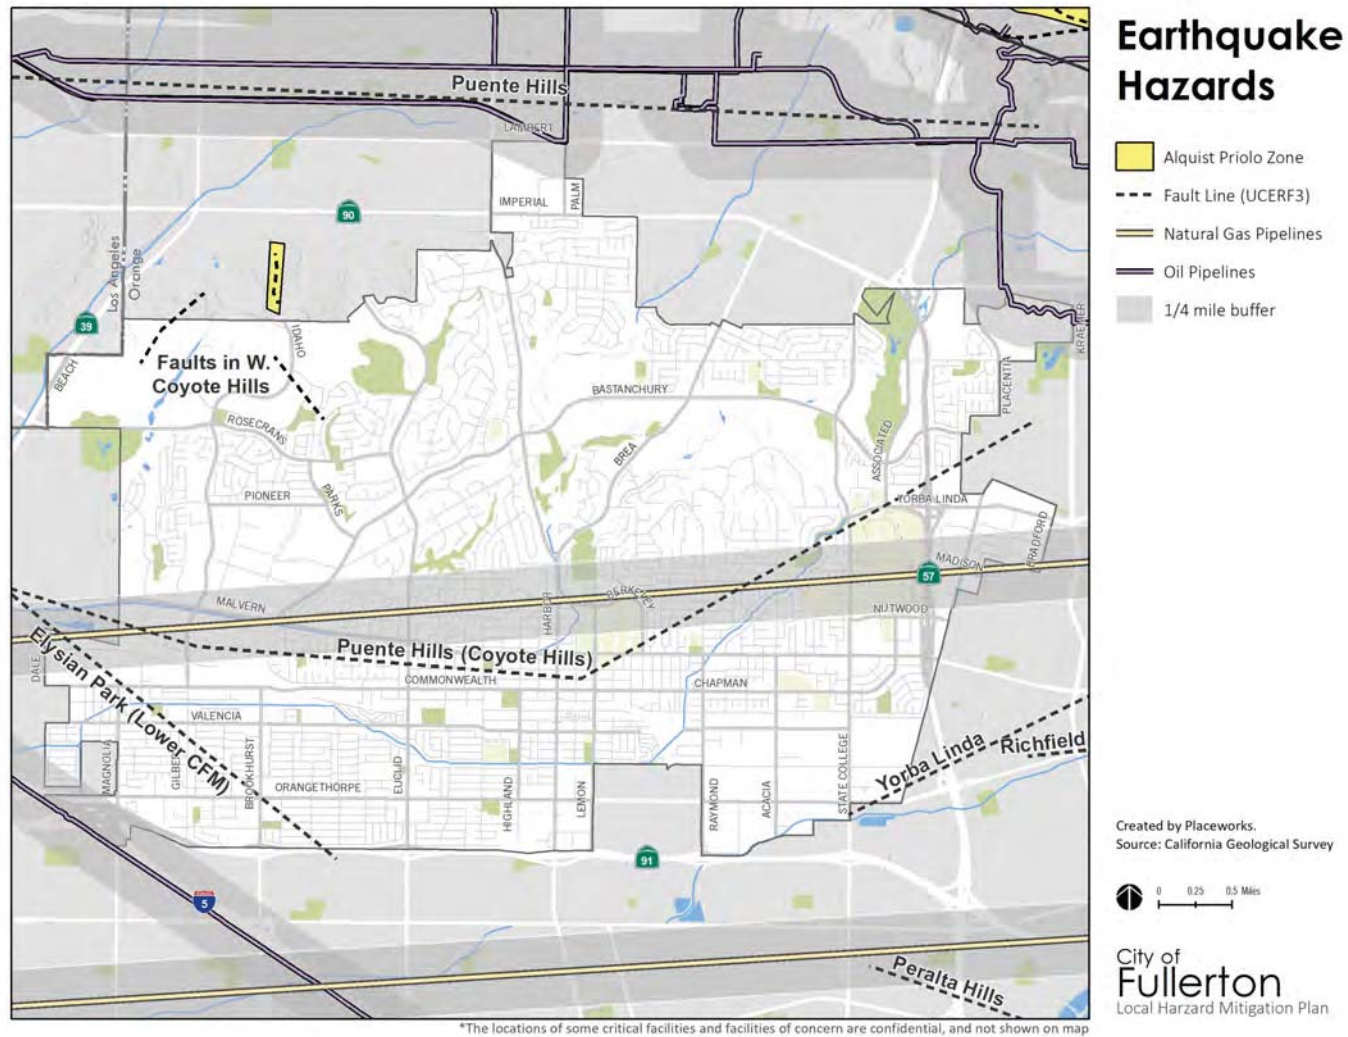 Earthquake
Hazards
Alquist Priolo Zone
Fault Line (UCERF3)
Natural Gas Pipelines
Oil Pipelines
1/4 mile buffer
Puente Hills
LAMBERT
IMPERIAL
PALM
90
Los Angeles
Orange
39
BEACH
IDAHO
Faults in W.
Coyote Hills
KRAEMER
PLACENTIA
BASTANCHURY
ROSECRANS
BREA
ASSOCIATED
PIONEER
PARKS
YORBA LINDA
BRADFORD
MADISON
57
MALVERN
HARBOR
BERKELEY
NUTWOOD
Elysian Park (Lower CFM)
Puente Hills (Coyote Hills)
DALE
COMMONWEALTH
CHAPMAN
VALENCIA
MAGNOLIA
GILBERT
BROOKHURST
ORANGETHORPE
EUCLID
HIGHLAND
LEMON
RAYMOND
ACACIA
STATE COLLEGE
Yorba Linda
Richfield
91
5
Peralta Hills
Created by Placeworks.
Source: California Geological Survey
0 0.25 0.5 Miles
City of
Fullerton
Local Harzard Mitigation Plan
*The locations of some critical facilities and facilities of concern are confidential, and not shown on map